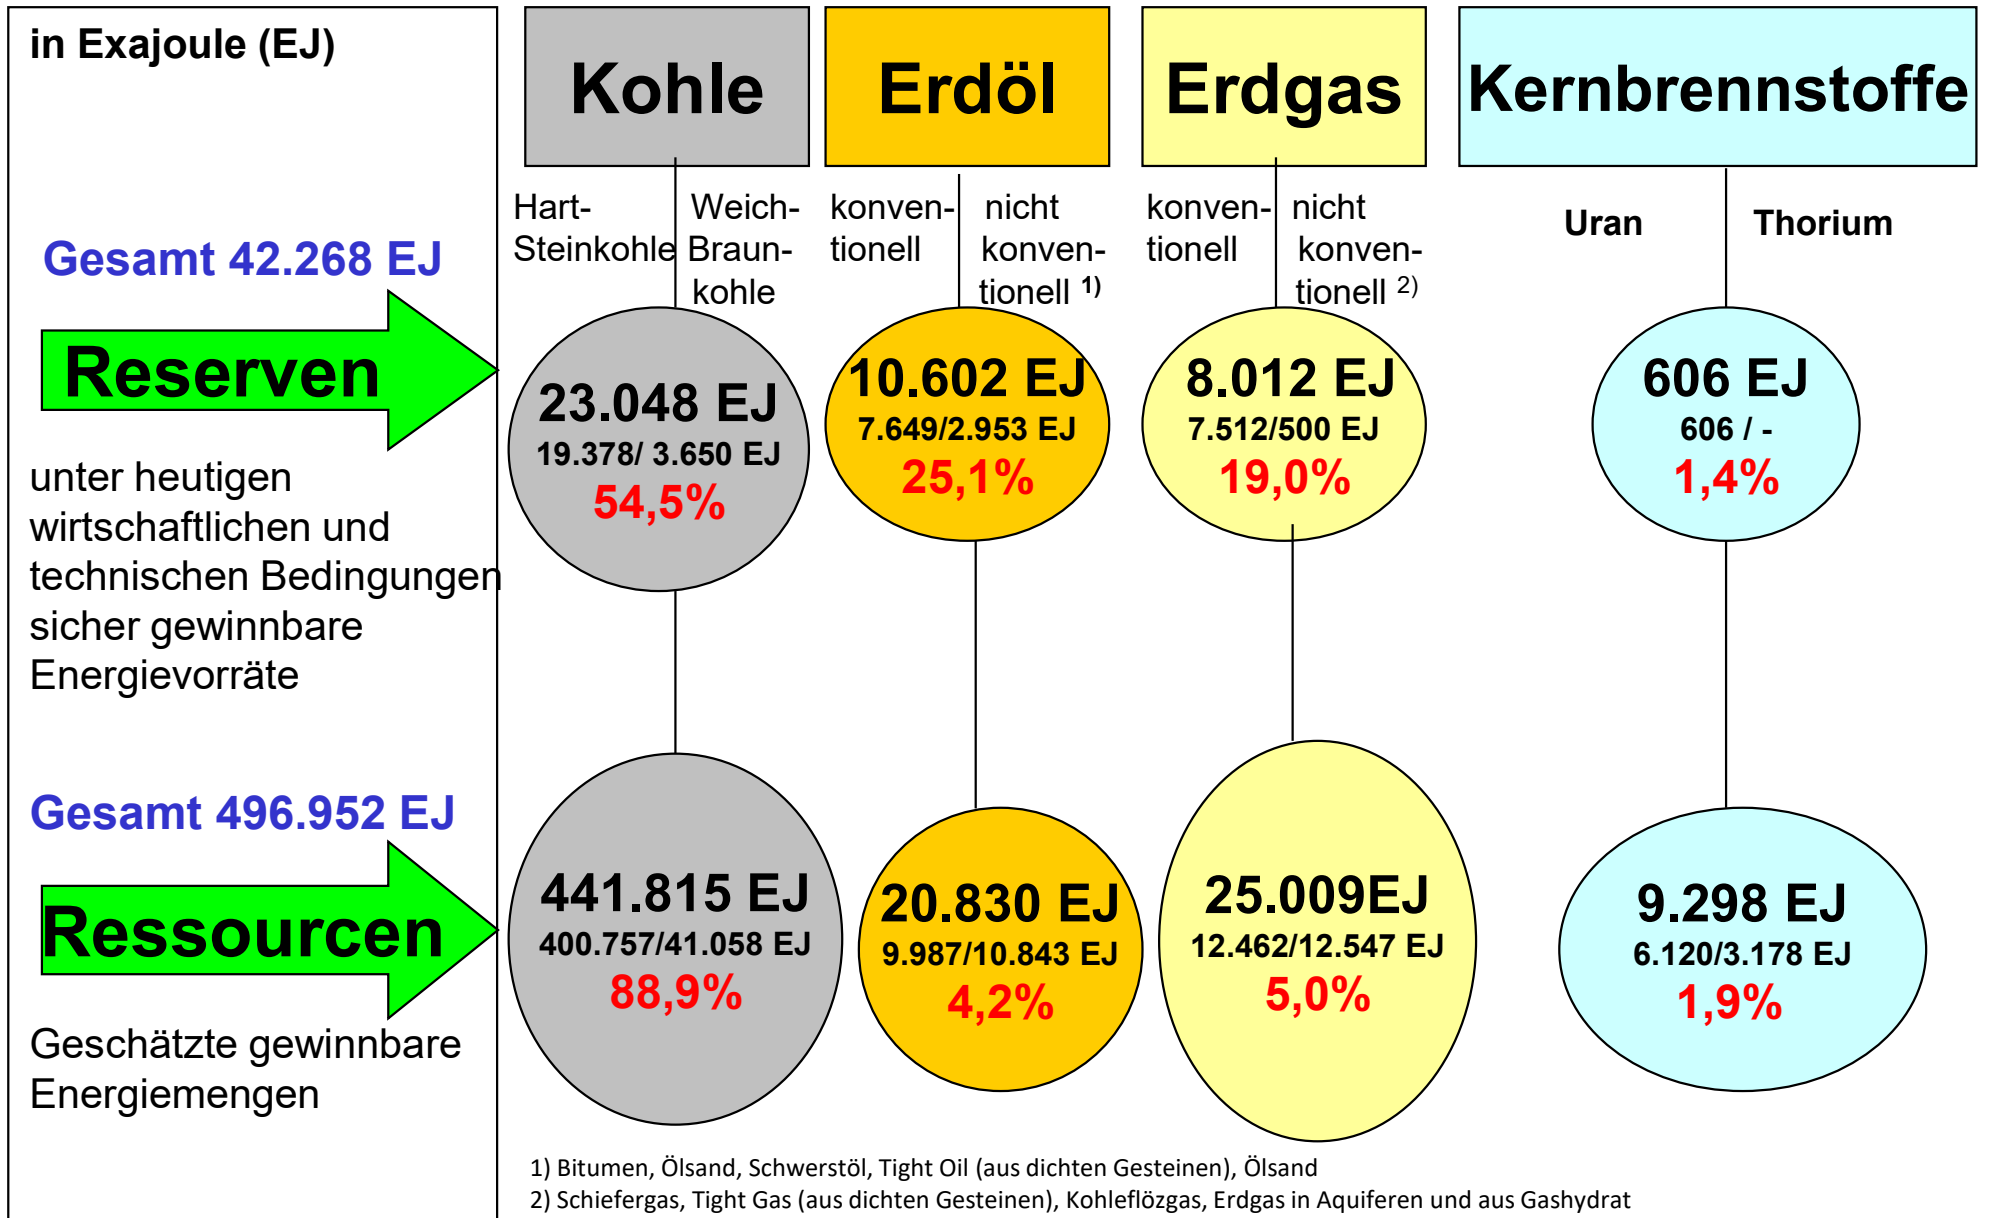 in Exajoule (EJ)
Kohle
Erdöl
Erdgas
Kernbrennstoffe
Hart-
Steinkohle
Weich-
Braun-
kohle
konven-
tionell
nicht
konven-
tionell 1)
konven-
tionell
nicht
konven-
tionell 2)
Uran
Thorium
Gesamt 42.268 EJ
Reserven
unter heutigen
wirtschaftlichen und
technischen Bedingungen
sicher gewinnbare
Energievorräte
23.048 EJ
19.378/ 3.650 EJ
54,5%
10.602 EJ
7.649/2.953 EJ
25,1%
8.012 EJ
7.512/500 EJ
19,0%
606 EJ
606 / -
1,4%
Gesamt 496.952 EJ
Ressourcen
Geschätzte gewinnbare
Energiemengen
441.815 EJ
400.757/41.058 EJ
88,9%
20.830 EJ
9.987/10.843 EJ
4,2%
25.009EJ
12.462/12.547 EJ
5,0%
9.298 EJ
6.120/3.178 EJ
1,9%
1) Bitumen, Ölsand, Schwerstöl, Tight Oil (aus dichten Gesteinen), Ölsand
2) Schiefergas, Tight Gas (aus dichten Gesteinen), Kohleflözgas, Erdgas in Aquiferen und aus Gashydrat